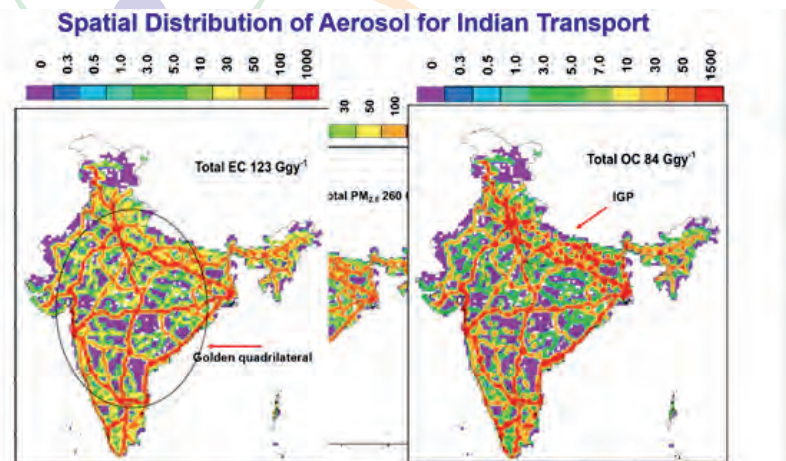 Spatial Distribution of Aerosol for Indian Transport
0 0.3 0.5 1.0 3.0 5.0 10 30 50 100 1000
30 50 100
0 0.3 0.5 1.0 3.0 5.0 7.0 10 30 50 1500
Total EC 123 Ggy⁻¹
PM₂.₅ 260
Total OC 84 Ggy⁻¹
IGP
Golden quadrilateral